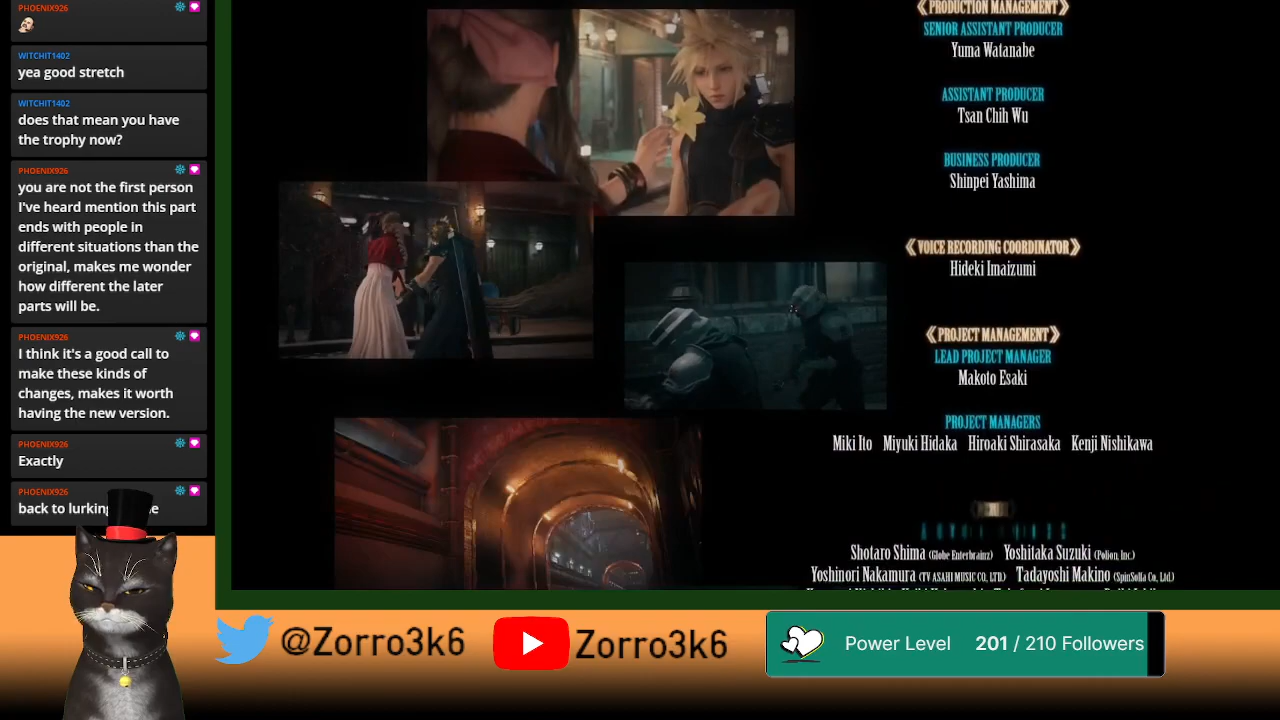 PHOENIX926
WITCHIT1402
yea good stretch
WITCHIT1402
does that mean you have
the trophy now?
PHOENIX926
you are not the first person
I've heard mention this part
ends with people in
different situations than the
original, makes me wonder
how different the later
parts will be.
PHOENIX926
I think it's a good call to
make these kinds of
changes, makes it worth
having the new version.
PHOENIX926
Exactly
PHOENIX926
back to lurking
《PRODUCTION MANAGEMENT》
SENIOR ASSISTANT PRODUCER
Yuma Watanabe
ASSISTANT PRODUCER
Tsan Chih Wu
BUSINESS PRODUCER
Shinpei Yashima
《VOICE RECORDING COORDINATOR》
Hideki Imaizumi
《PROJECT MANAGEMENT》
LEAD PROJECT MANAGER
Makoto Esaki
PROJECT MANAGERS
Miki Ito Miyuki Hidaka Hiroaki Shirasaka Kenji Nishikawa
Shotaro Shima (Globe Enterbrainz) Yoshitaka Suzuki (Polion, Inc.)
Yoshinori Nakamura (TV ASAHI MUSIC CO., LTD.) Tadayoshi Makino (SpinSolfa Co., Ltd.)
@Zorro3k6
Zorro3k6
Power Level 201 / 210 Followers